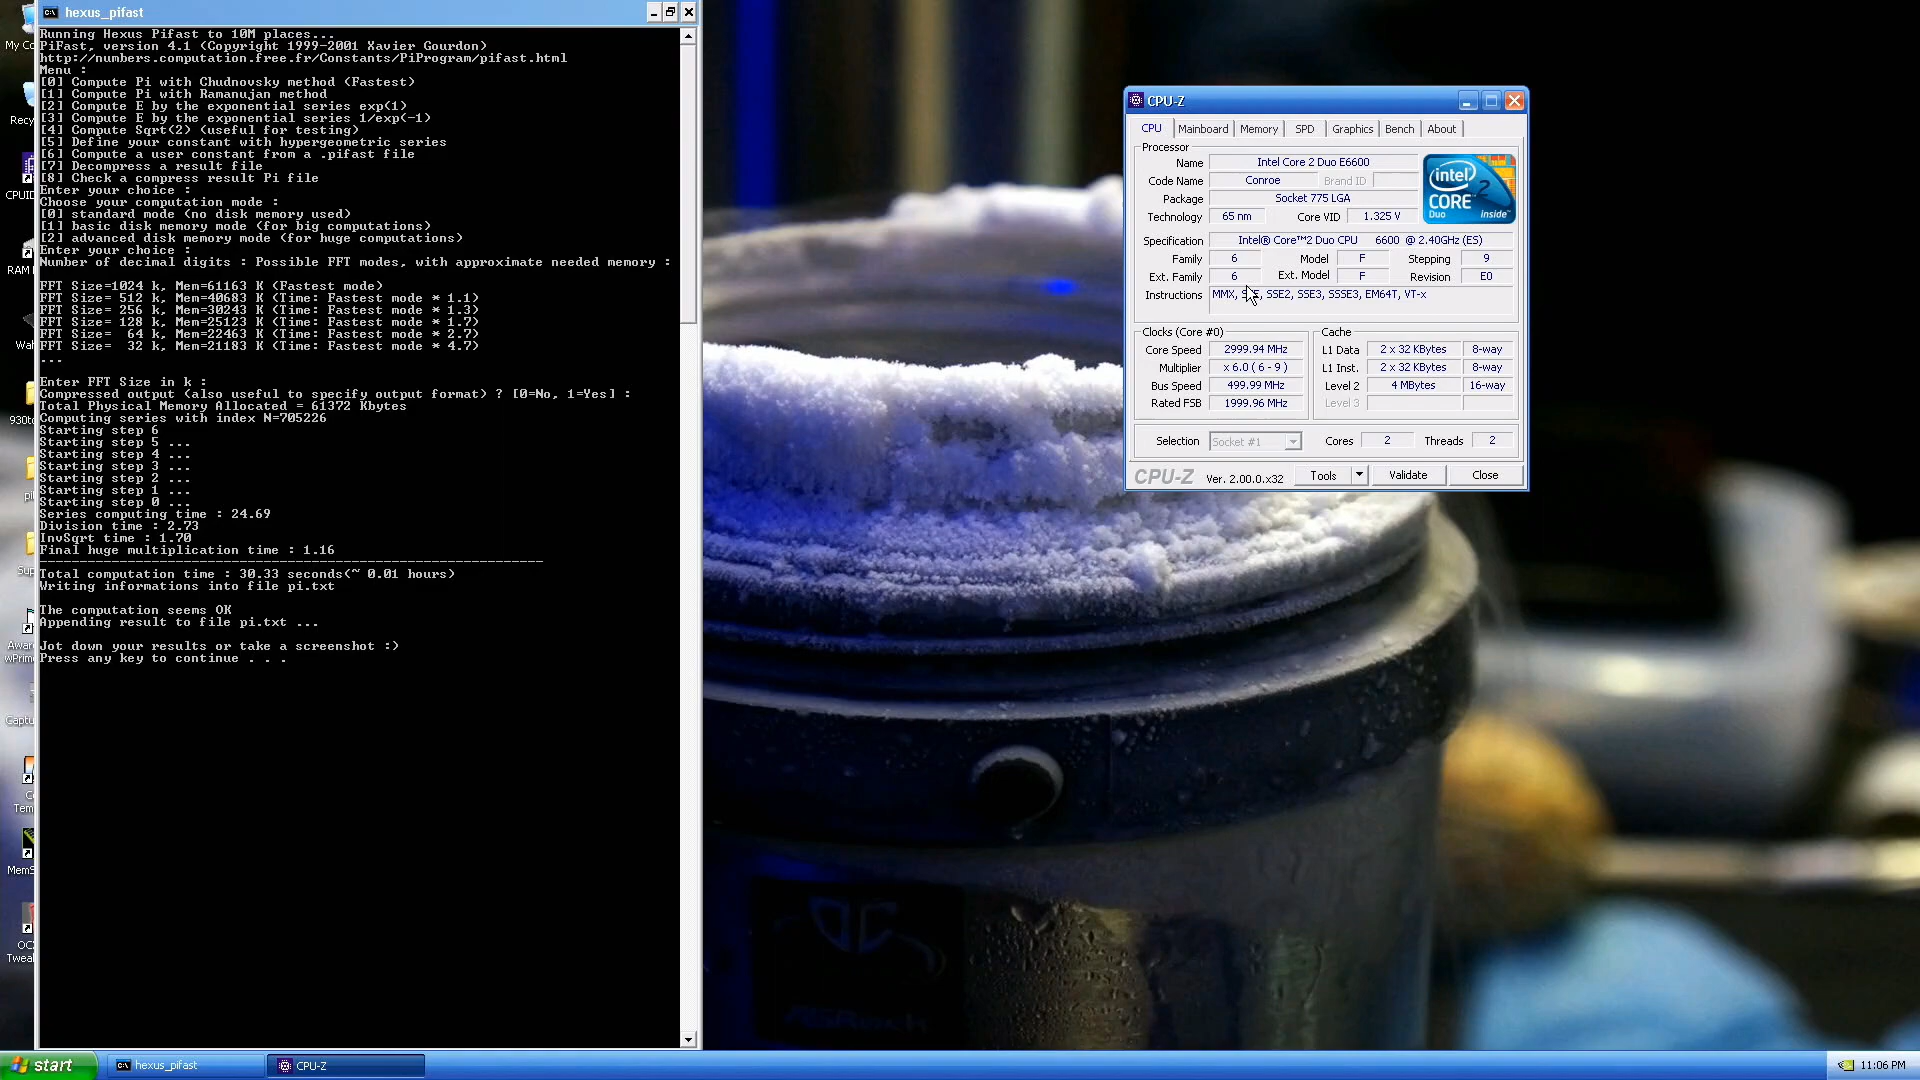 hexus_pifast
Running Hexus Pifast to 10M places...
PiFast, version 4.1 (Copyright 1999-2001 Xavier Gourdon)
http://numbers.computation.free.fr/Constants/PiProgram/pifast.html
Menu :
[0] Compute Pi with Chudnovsky method (Fastest)
[1] Compute Pi with Ramanujan method
[2] Compute E by the exponential series exp(1)
[3] Compute E by the exponential series 1/exp(-1)
[4] Compute Sqrt(2) (useful for testing)
[5] Define your constant with hypergeometric series
[6] Compute a user constant from a .pifast file
[7] Decompress a result file
[8] Check a compress result Pi file
Enter your choice :
Choose your computation mode :
[0] standard mode (no disk memory used)
[1] basic disk memory mode (for big computations)
[2] advanced disk memory mode (for huge computations)
Enter your choice :
Number of decimal digits : Possible FFT modes, with approximate needed memory :
FFT Size=1024 k, Mem=61163 K (Fastest mode)
FFT Size= 512 k, Mem=40683 K (Time: Fastest mode * 1.1)
FFT Size= 256 k, Mem=30243 K (Time: Fastest mode * 1.3)
FFT Size= 128 k, Mem=25123 K (Time: Fastest mode * 1.7)
FFT Size=  64 k, Mem=22463 K (Time: Fastest mode * 2.7)
FFT Size=  32 k, Mem=21183 K (Time: Fastest mode * 4.7)
...
Enter FFT Size in k :
Compressed output (also useful to specify output format) ? [0=No, 1=Yes] :
Total Physical Memory Allocated = 61372 Kbytes
Computing series with index N=705226
Starting step 6
Starting step 5 ...
Starting step 4 ...
Starting step 3 ...
Starting step 2 ...
Starting step 1 ...
Starting step 0 ...
Series computing time : 24.69
Division time : 2.73
InvSqrt time : 1.70
Final huge multiplication time : 1.16
Total computation time : 30.33 seconds(~ 0.01 hours)
Writing informations into file pi.txt
The computation seems OK
Appending result to file pi.txt ...
Jot down your results or take a screenshot :)
Press any key to continue . . .
CPU-Z
CPU Mainboard Memory SPD Graphics Bench About
Processor
Name Intel Core 2 Duo E6600
Code Name Conroe Brand ID
Package Socket 775 LGA
Technology 65 nm Core VID 1.325 V
intel CORE 2 Duo inside™
Specification Intel® Core™2 Duo CPU 6600 @ 2.40GHz (ES)
Family 6 Model F Stepping 9
Ext. Family 6 Ext. Model F Revision E0
Instructions MMX, SSE, SSE2, SSE3, SSSE3, EM64T, VT-x
Clocks (Core #0)
Core Speed 2999.94 MHz
Multiplier x 6.0 ( 6 - 9 )
Bus Speed 499.99 MHz
Rated FSB 1999.96 MHz
Cache
L1 Data 2 x 32 KBytes 8-way
L1 Inst. 2 x 32 KBytes 8-way
Level 2 4 MBytes 16-way
Level 3
Selection Socket #1 Cores 2 Threads 2
CPU-Z Ver. 2.00.0.x32 Tools Validate Close
My Co
Recy
CPUID
RAM
Wal
930to
pi
Sup
Awar
wPrime
Captu
Co
Tem
MemS
OC
Twea
start
hexus_pifast
CPU-Z
11:06 PM